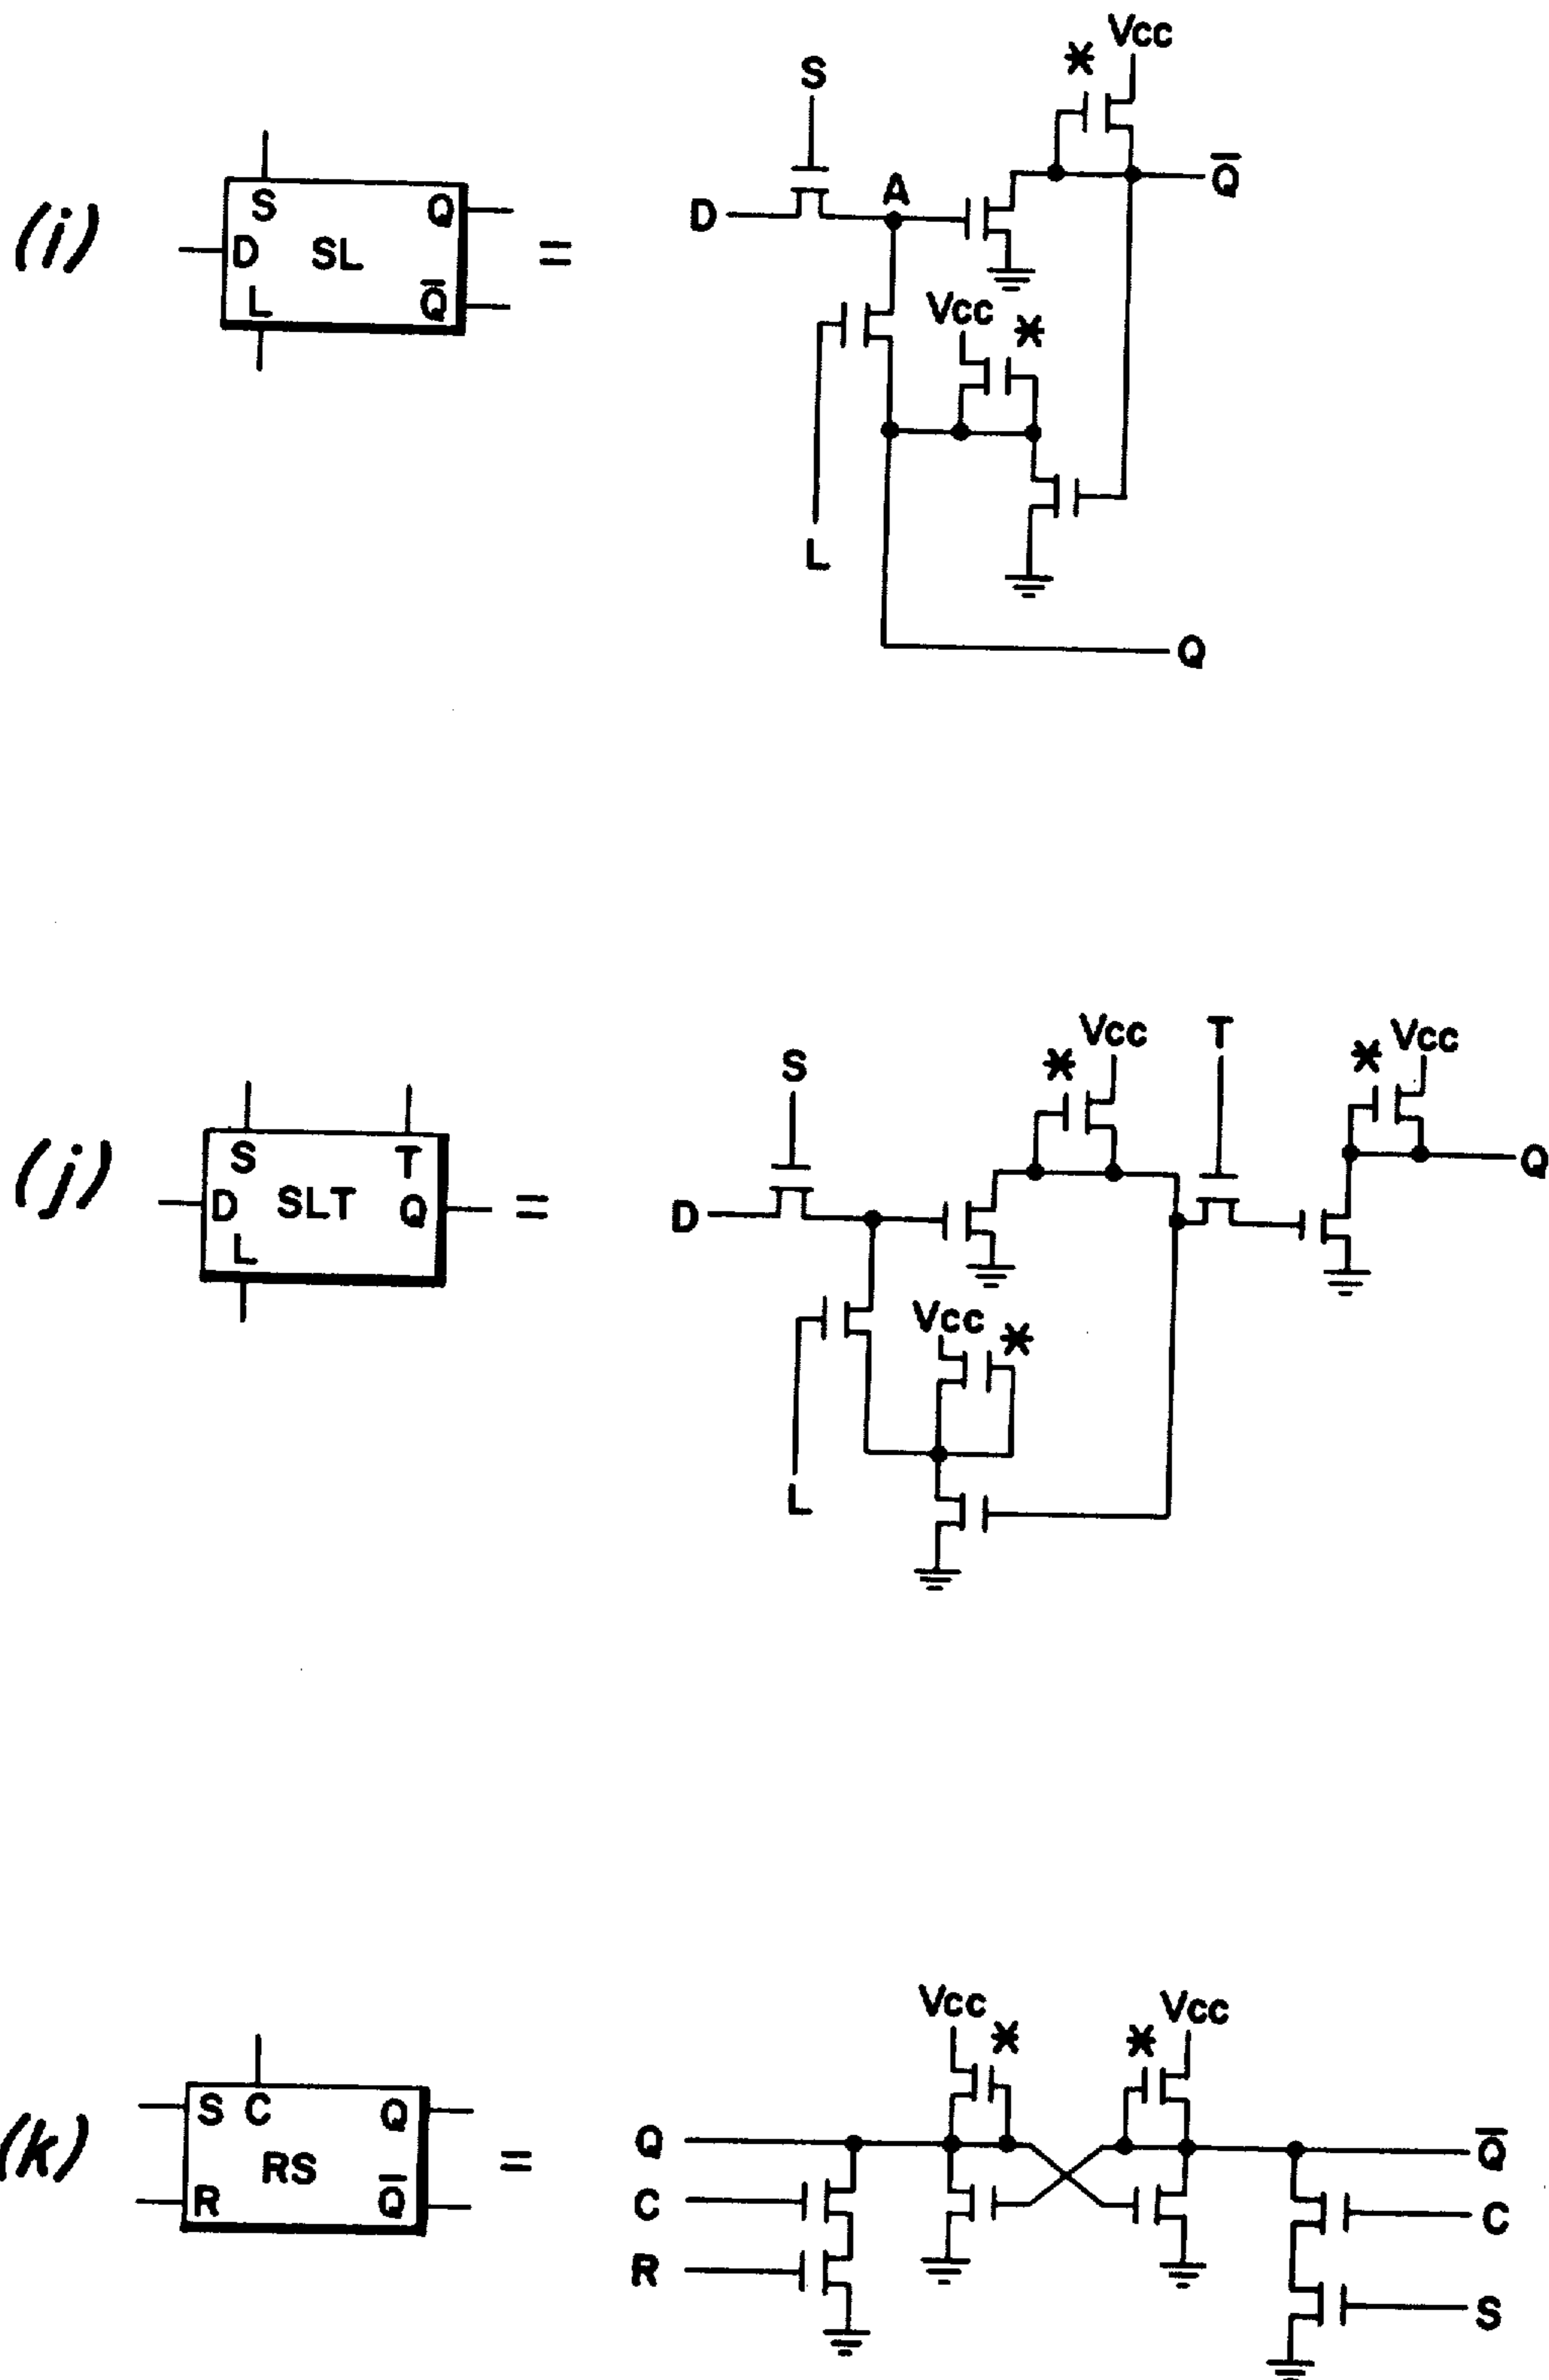 (i)
S
Q
D
SL
L
Q̄
=
S
*
Vcc
D
A
Q̄
Vcc
*
L
Q
(j)
S
T
D
SLT
Q
L
=
S
*
Vcc
T
*
Vcc
D
Q
Vcc
*
L
(k)
S C
Q
RS
R
Q̄
=
Vcc
*
*
Vcc
Q
Q̄
C
C
R
S